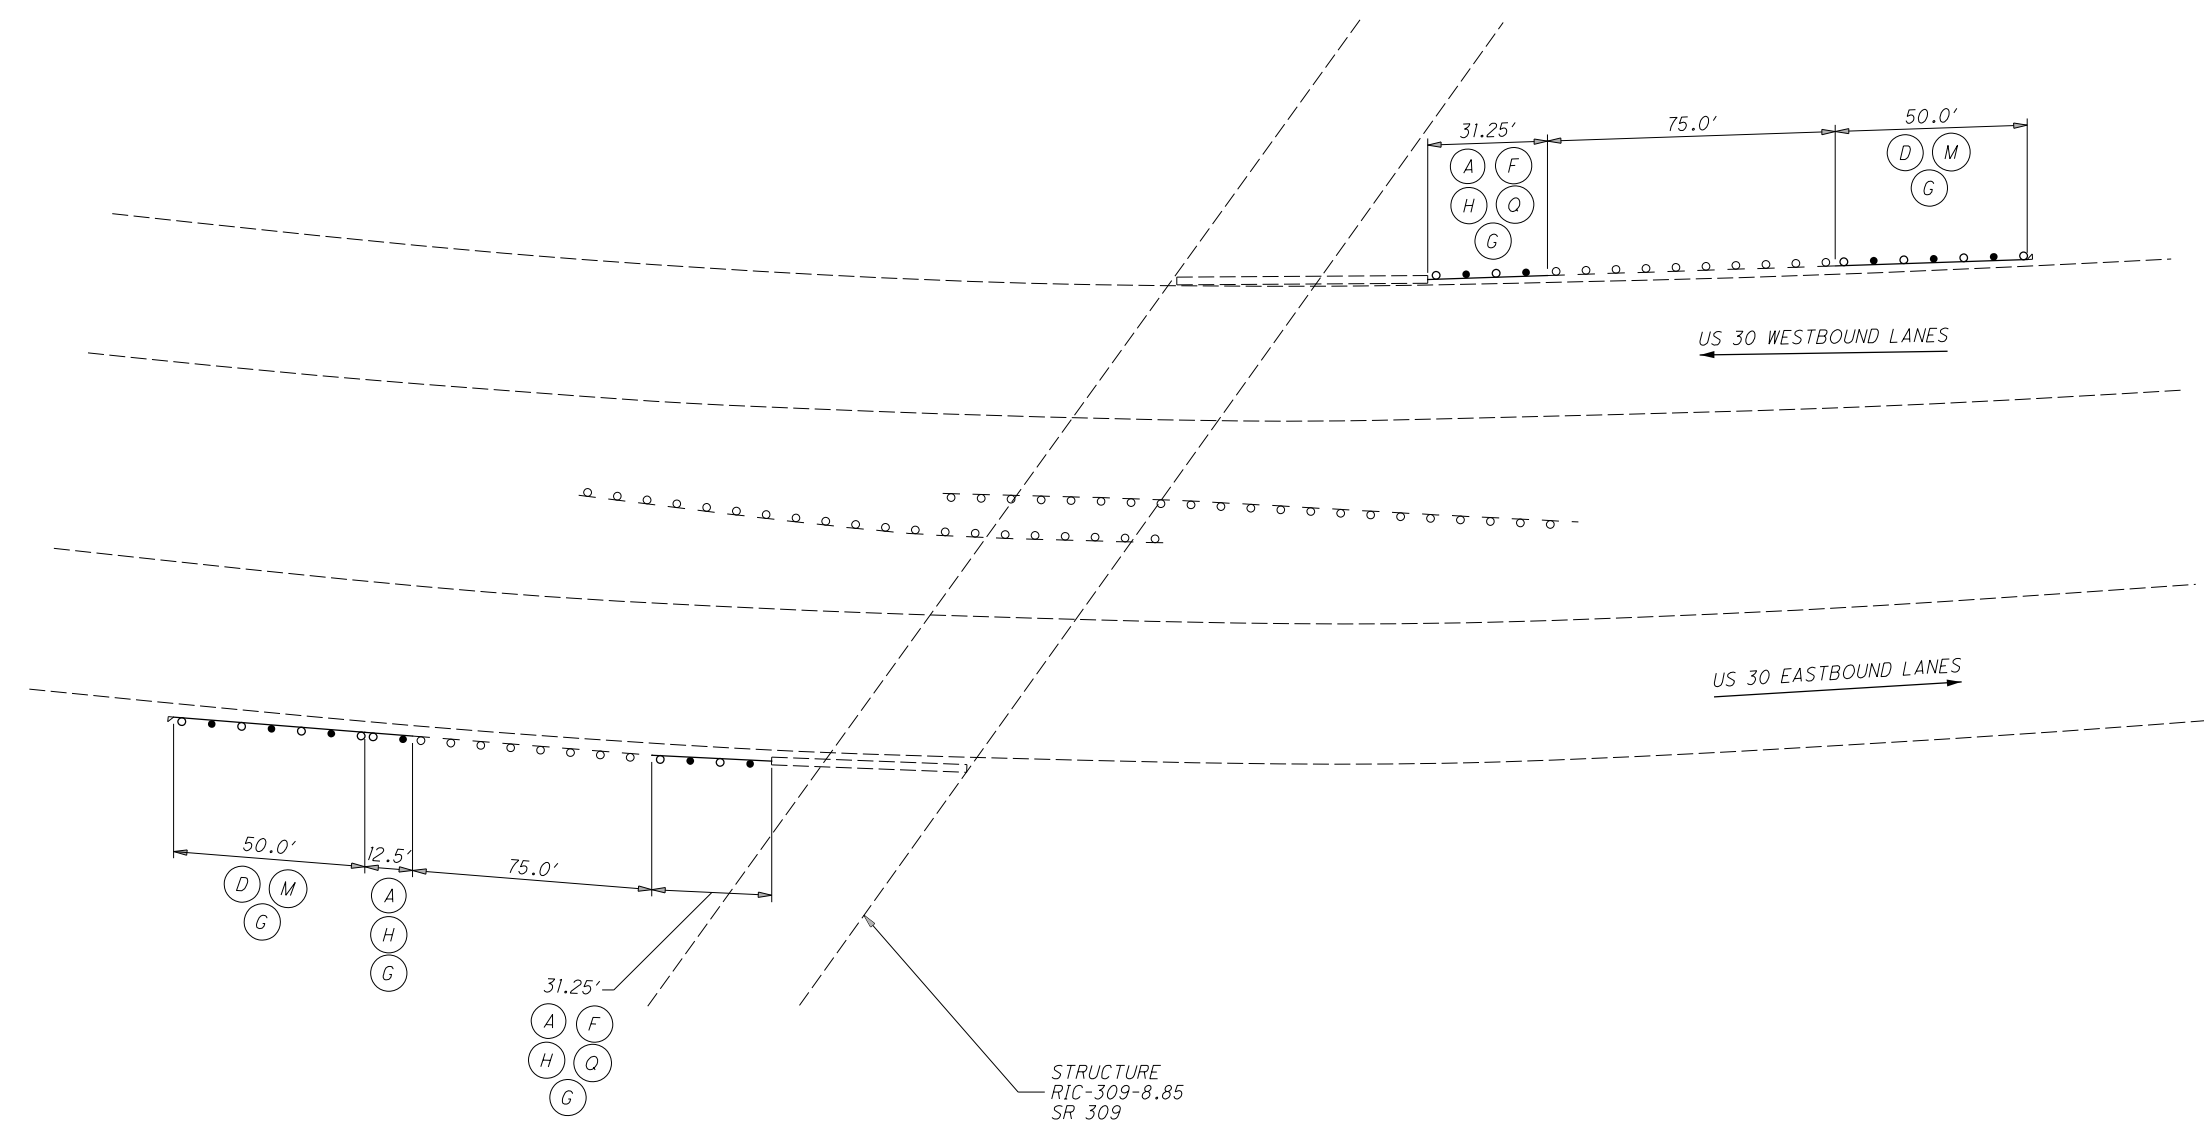 31.25'
75.0'
50.0'
A F
H Q
G
D M
G
US 30 WESTBOUND LANES
US 30 EASTBOUND LANES
50.0'
D M
G
12.5'
A
H
G
75.0'
31.25'
A F
H Q
G
STRUCTURE
RIC-309-8.85
SR 309